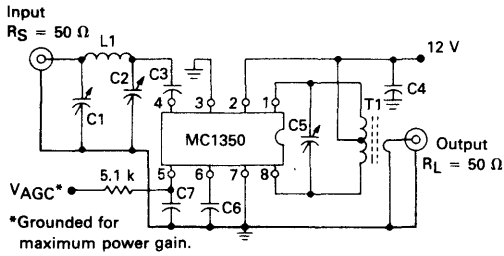 Input
RS = 50 Ω
L1
C2
C3
C1
4
3
2
1
12 V
C4
T1
MC1350
C5
Output
RL = 50 Ω
5
6
7
8
5.1 k
VAGC*
C7
C6
*Grounded for
maximum power gain.